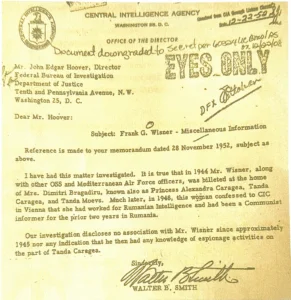 CENTRAL INTELLIGENCE AGENCY
WASHINGTON 25, D. C.
OFFICE OF THE DIRECTOR
Document downgraded to Secret per
EYES ONLY
Mr. John Edgar Hoover, Director
Federal Bureau of Investigation
Department of Justice
Tenth and Pennsylvania Avenue, N. W.
Washington 25, D. C.
Dear Mr. Hoover:
Subject: Frank G. Wisner - Miscellaneous Information
Reference is made to your memorandum dated 28 November 1952, subject as
above.
I have had this matter investigated. It is true that in 1944 Mr. Wisner, along
with other OSS and Mediterranean Air Force officers, was billeted at the home
of Mrs. Dimitri Bragadiru, known also as Princess Alexandra Caragea, Tanda
Caragea, and Tanda Mueva. Much later, in 1948, this woman confessed to CIC
in Vienna that she had worked for Rumanian Intelligence and had been a Communist
informer for the prior two years in Rumania.
Our investigation discloses no association with Mr. Wisner since approximately
1945 nor any indication that he then had any knowledge of espionage activities on
the part of Tanda Caragea.
Sincerely,
Walter B. Smith
WALTER B. SMITH